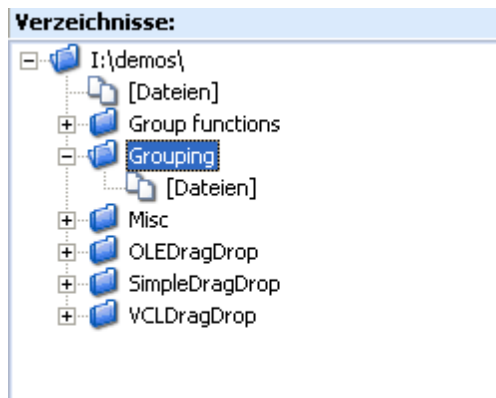 Verzeichnisse:
I:\demos\
[Dateien]
Group functions
Grouping
[Dateien]
Misc
OLEDragDrop
SimpleDragDrop
VCLDragDrop